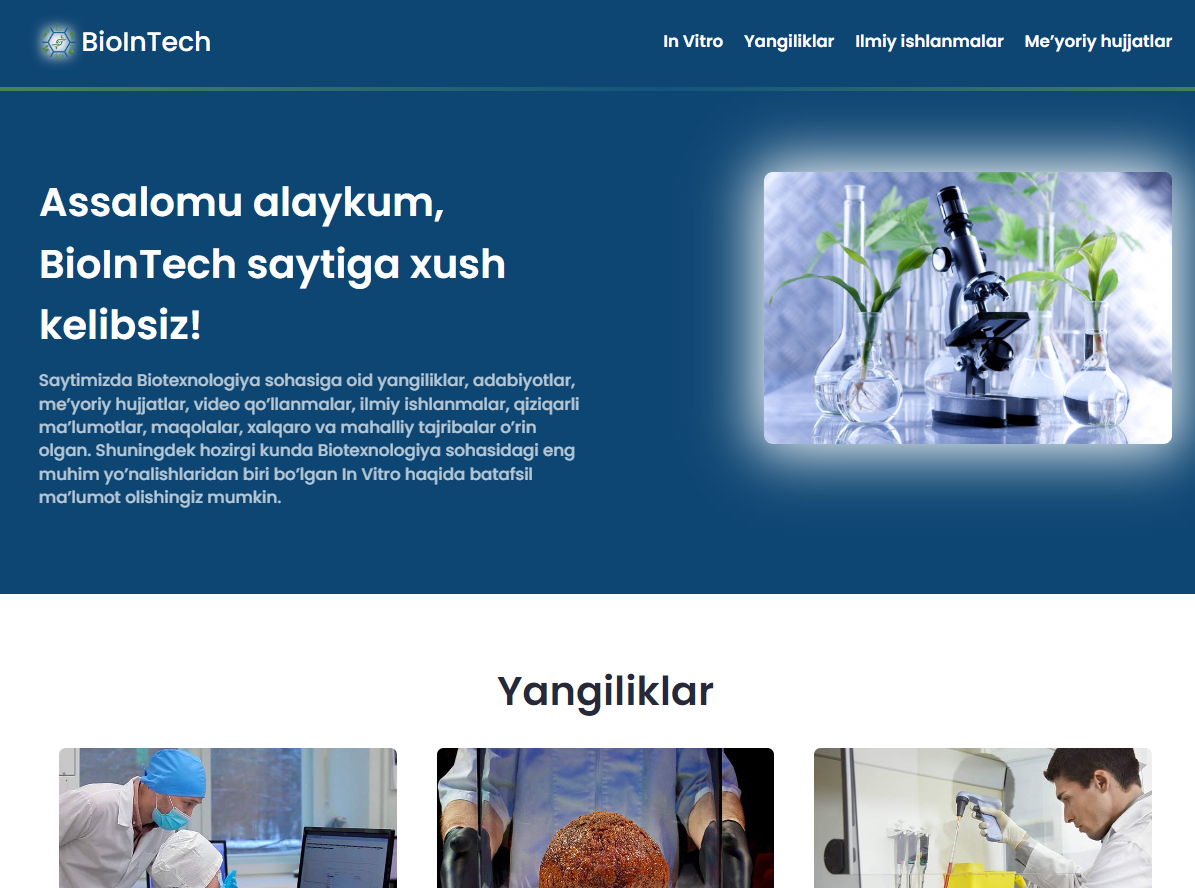 BioInTech
In Vitro Yangiliklar Ilmiy ishlanmalar Me’yoriy hujjatlar
Assalomu alaykum,
BioInTech saytiga xush
kelibsiz!
Saytimizda Biotexnologiya sohasiga oid yangiliklar, adabiyotlar,
me’yoriy hujjatlar, video qo’llanmalar, ilmiy ishlanmalar, qiziqarli
ma’lumotlar, maqolalar, xalqaro va mahalliy tajribalar o’rin
olgan. Shuningdek hozirgi kunda Biotexnologiya sohasidagi eng
muhim yo’nalishlaridan biri bo’lgan In Vitro haqida batafsil
ma’lumot olishingiz mumkin.
Yangiliklar